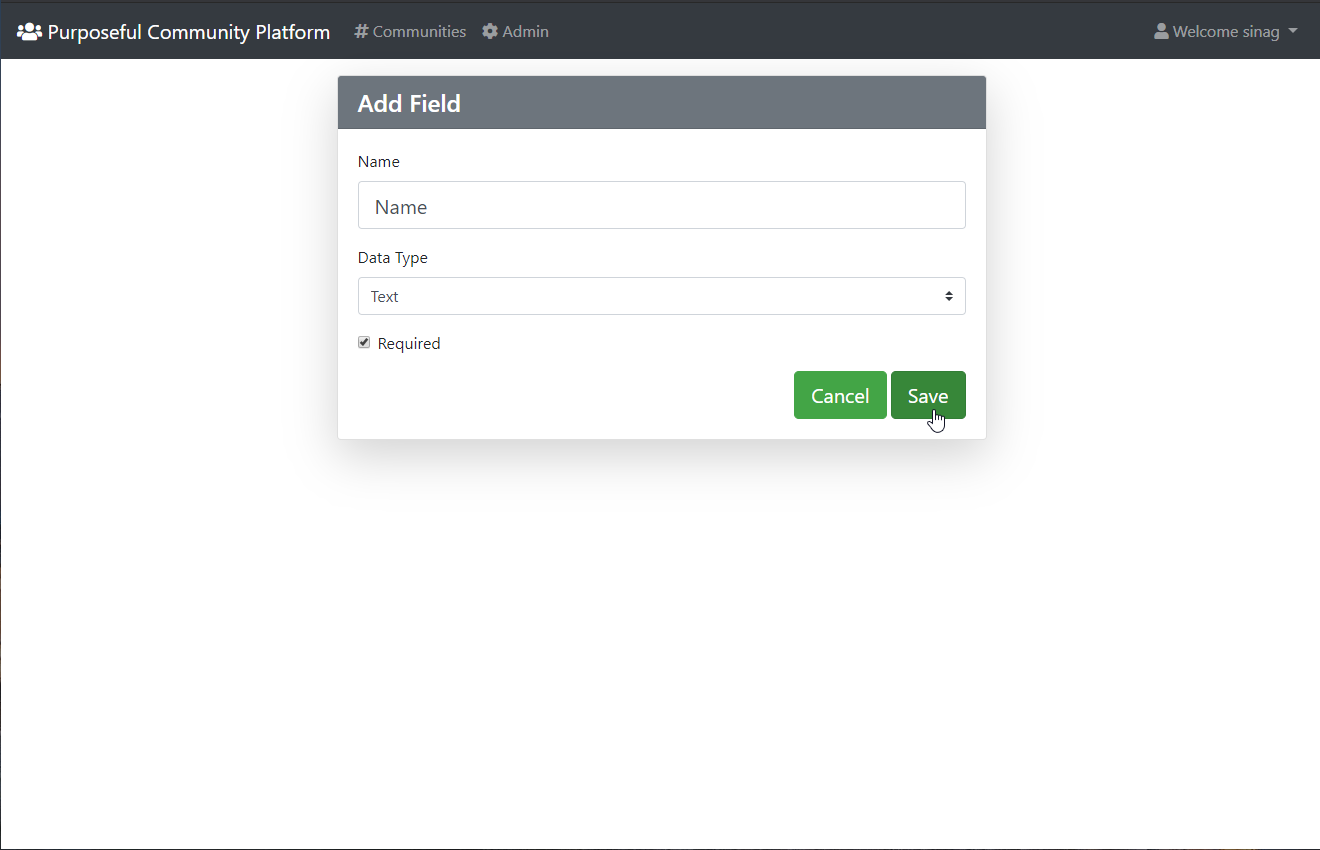 Purposeful Community Platform # Communities Admin Welcome sinag
Add Field
Name
Name
Data Type
Text
Required
Cancel Save